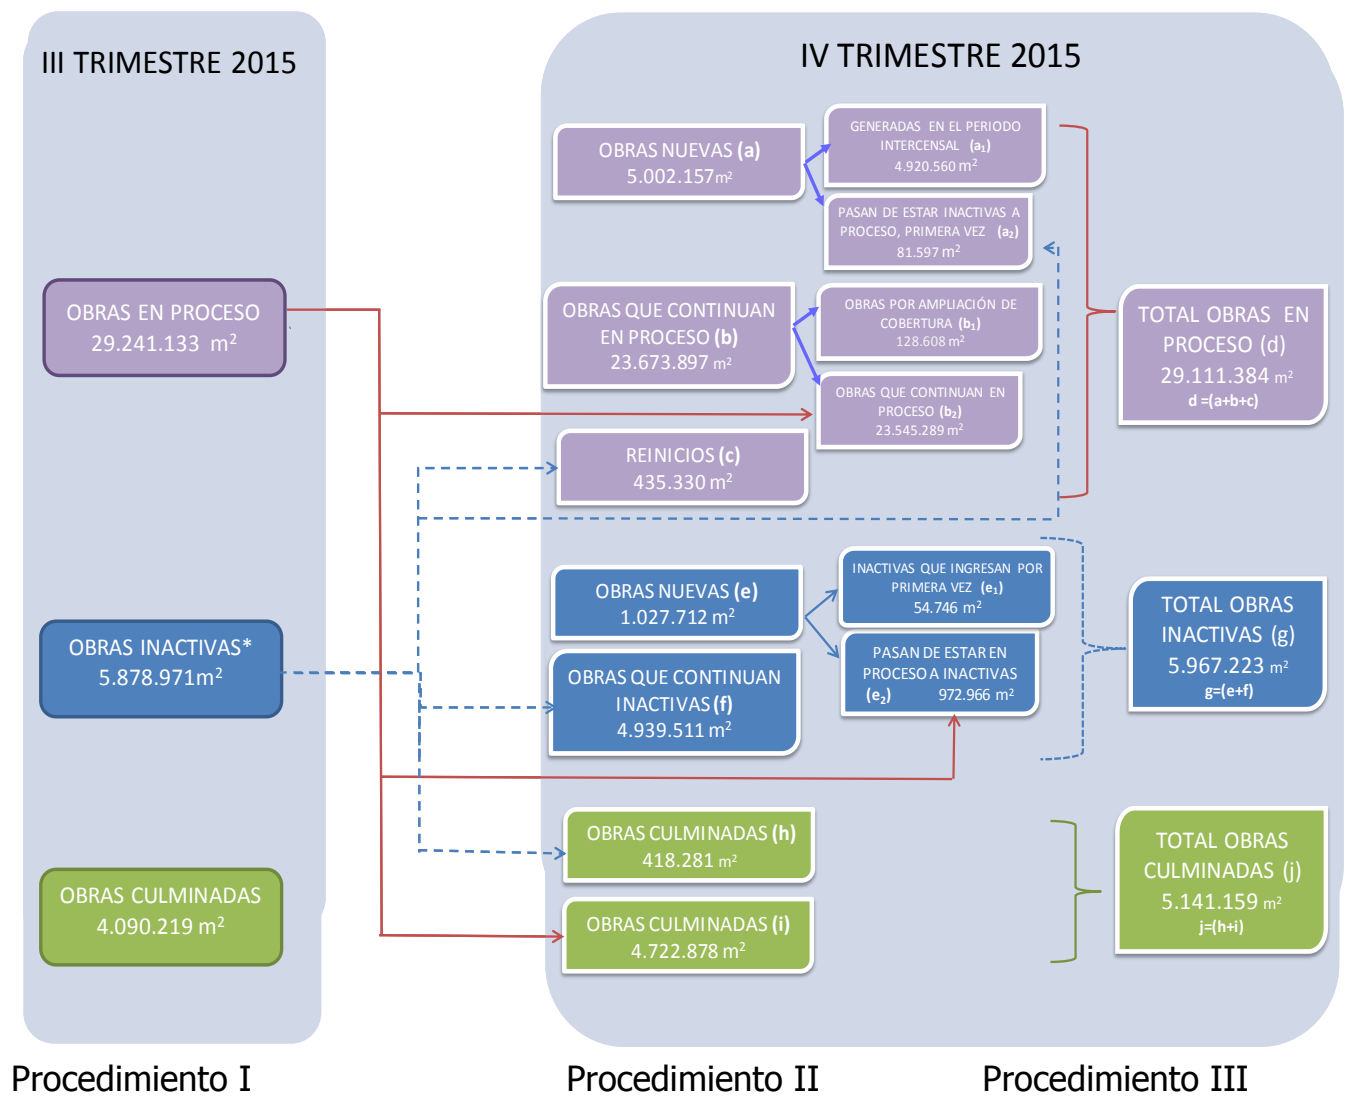 III TRIMESTRE 2015
OBRAS EN PROCESO
29.241.133 m²
OBRAS INACTIVAS*
5.878.971m²
OBRAS CULMINADAS
4.090.219 m²
IV TRIMESTRE 2015
OBRAS NUEVAS (a)
5.002.157m²
GENERADAS EN EL PERIODO
INTERCENSAL (a₁)
4.920.560 m²
PASAN DE ESTAR INACTIVAS A
PROCESO, PRIMERA VEZ (a₂)
81.597 m²
OBRAS QUE CONTINUAN
EN PROCESO (b)
23.673.897 m²
OBRAS POR AMPLIACIÓN DE
COBERTURA (b₁)
128.608 m²
OBRAS QUE CONTINUAN EN
PROCESO (b₂)
23.545.289 m²
REINICIOS (c)
435.330 m²
TOTAL OBRAS EN
PROCESO (d)
29.111.384 m²
d =(a+b+c)
OBRAS NUEVAS (e)
1.027.712 m²
INACTIVAS QUE INGRESAN POR
PRIMERA VEZ (e₁)
54.746 m²
PASAN DE ESTAR EN
PROCESO A INACTIVAS
(e₂) 972.966 m²
OBRAS QUE CONTINUAN
INACTIVAS (f)
4.939.511 m²
TOTAL OBRAS
INACTIVAS (g)
5.967.223 m²
g=(e+f)
OBRAS CULMINADAS (h)
418.281 m²
OBRAS CULMINADAS (i)
4.722.878 m²
TOTAL OBRAS
CULMINADAS (j)
5.141.159 m²
j=(h+i)
Procedimiento I
Procedimiento II
Procedimiento III